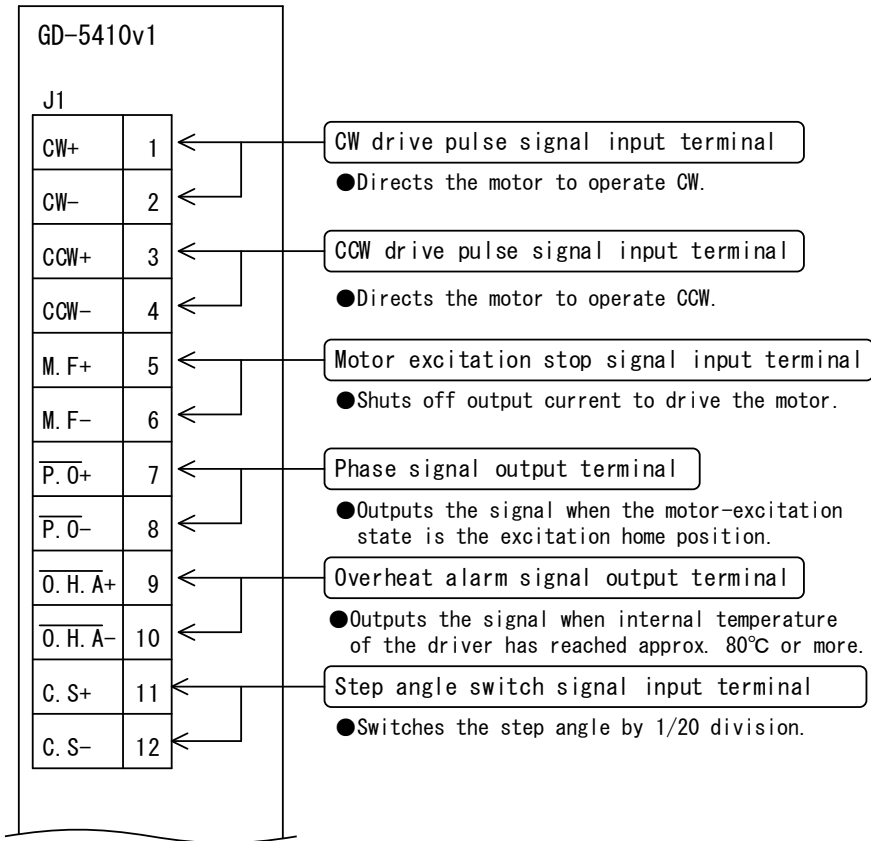 GD-5410v1
J1
CW+ 1
CW- 2
CCW+ 3
CCW- 4
M.F+ 5
M.F- 6
P.O+ 7
P.O- 8
O.H.A+ 9
O.H.A- 10
C.S+ 11
C.S- 12
CW drive pulse signal input terminal
●Directs the motor to operate CW.
CCW drive pulse signal input terminal
●Directs the motor to operate CCW.
Motor excitation stop signal input terminal
●Shuts off output current to drive the motor.
Phase signal output terminal
●Outputs the signal when the motor-excitation
state is the excitation home position.
Overheat alarm signal output terminal
●Outputs the signal when internal temperature
of the driver has reached approx. 80℃ or more.
Step angle switch signal input terminal
●Switches the step angle by 1/20 division.